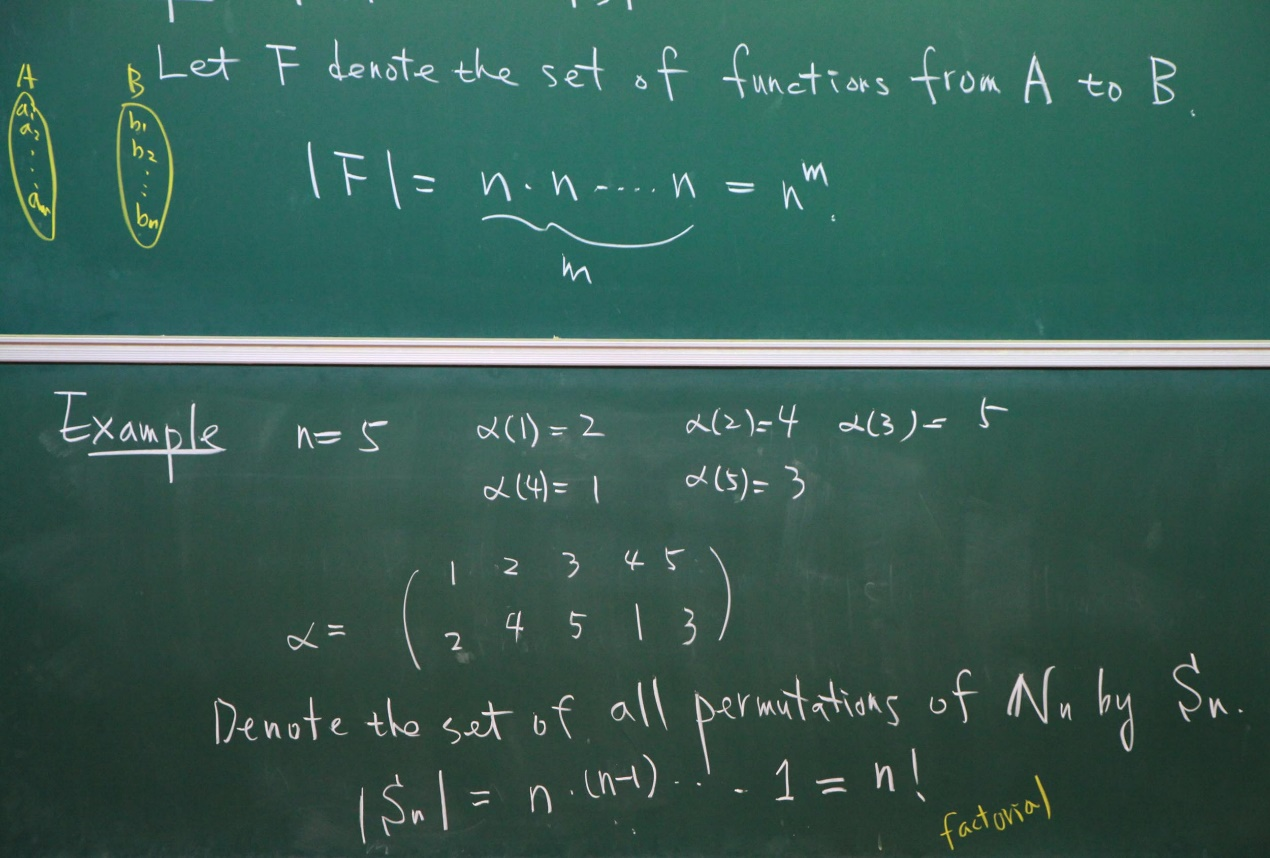 Let F denote the set of functions from A to B.
A B
a1 b1
a2 b2
⋮ ⋮
am bn
|F| = n · n ····· n = n^m.
m
Example n = 5 α(1) = 2 α(2) = 4 α(3) = 5
α(4) = 1 α(5) = 3
α = ( 1 2 3 4 5
2 4 5 1 3 )
Denote the set of all permutations of ℕn by Sn.
|Sn| = n · (n-1) ··· · 1 = n!
factorial